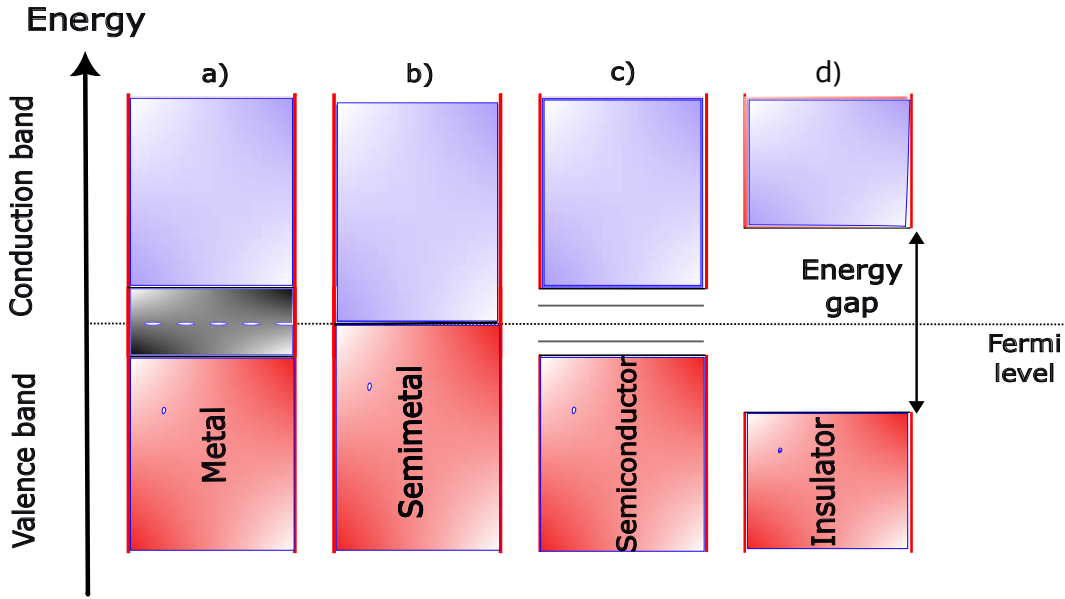 Energy
a)
b)
c)
d)
Conduction band
Energy
gap
Fermi
level
Valence band
Metal
Semimetal
Semiconductor
Insulator